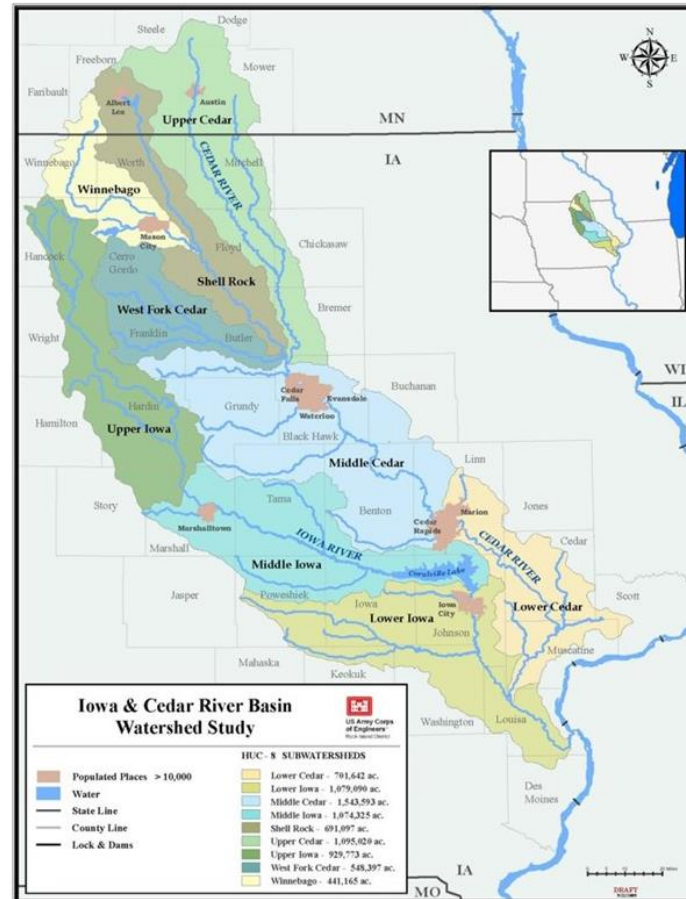 Dodge
Steele
Freeborn
Mower
Faribault
Albert
Lea
Austin
Upper Cedar
MN
IA
N
W
E
S
Winnebago
Worth
Mitchell
CEDAR RIVER
Winnebago
Mason
City
Hancock
Cerro
Gordo
Floyd
Chickasaw
Shell Rock
West Fork Cedar
Bremer
Wright
Franklin
Butler
WI
IL
Cedar
Falls
Evansdale
Waterloo
Buchanan
Hamilton
Hardin
Grundy
Black Hawk
Upper Iowa
Middle Cedar
Linn
Story
Tama
Benton
Marion
Jones
Marshalltown
Cedar
Rapids
Marshall
IOWA RIVER
CEDAR RIVER
Cedar
Middle Iowa
Coralville Lake
Jasper
Poweshiek
Iowa
Iowa
City
Lower Cedar
Scott
Lower Iowa
Johnson
Muscatine
Mahaska
Keokuk
Washington
Louisa
Des
Moines
IA
MO
Iowa & Cedar River Basin
Watershed Study
US Army Corps
of Engineers
Rock Island District
Populated Places > 10,000
Water
State Line
County Line
Lock & Dams
HUC - 8 SUBWATERSHEDS
Lower Cedar - 701,642 ac.
Lower Iowa - 1,079,090 ac.
Middle Cedar - 1,543,593 ac.
Middle Iowa - 1,074,325 ac.
Shell Rock - 691,097 ac.
Upper Cedar - 1,095,020 ac.
Upper Iowa - 929,773 ac.
West Fork Cedar - 548,397 ac.
Winnebago - 441,165 ac.
DRAFT